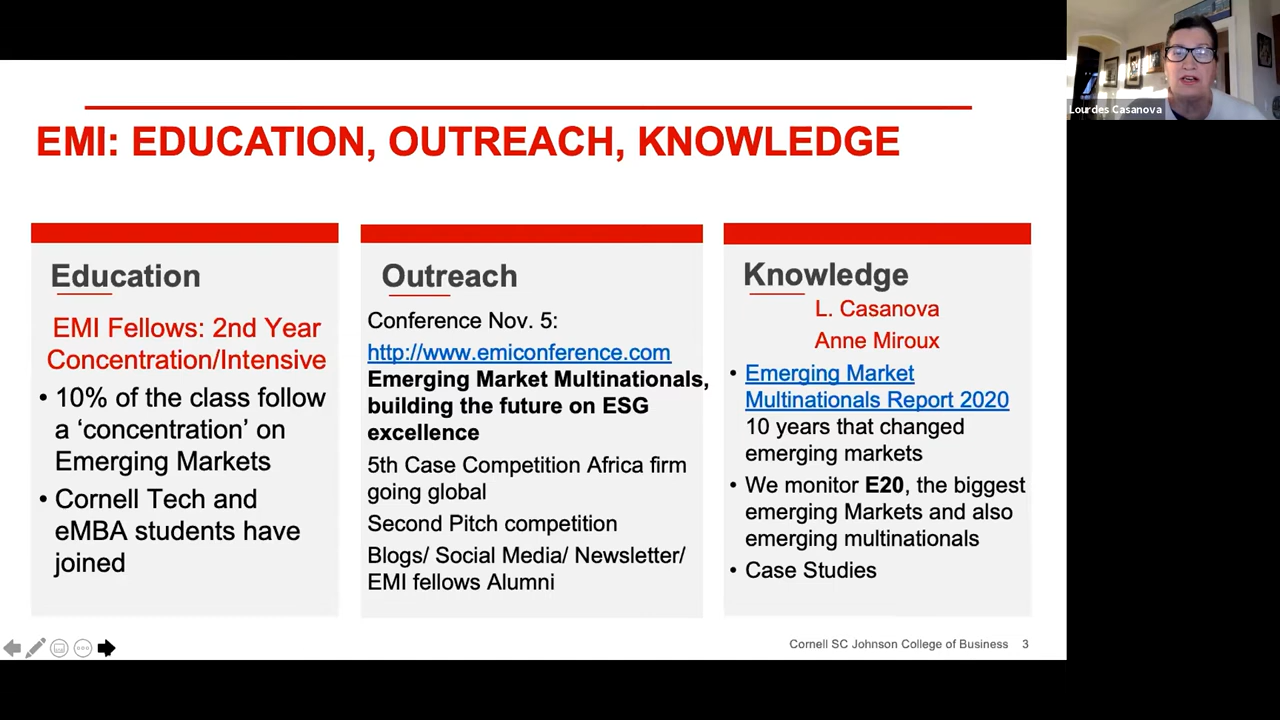 Lourdes Casanova
EMI: EDUCATION, OUTREACH, KNOWLEDGE
Education
EMI Fellows: 2nd Year
Concentration/Intensive
• 10% of the class follow
a ‘concentration’ on
Emerging Markets
• Cornell Tech and
eMBA students have
joined
Outreach
Conference Nov. 5:
http://www.emiconference.com
Emerging Market Multinationals,
building the future on ESG
excellence
5th Case Competition Africa firm
going global
Second Pitch competition
Blogs/ Social Media/ Newsletter/
EMI fellows Alumni
Knowledge
L. Casanova
Anne Miroux
• Emerging Market
Multinationals Report 2020
10 years that changed
emerging markets
• We monitor E20, the biggest
emerging Markets and also
emerging multinationals
• Case Studies
Cornell SC Johnson College of Business 3